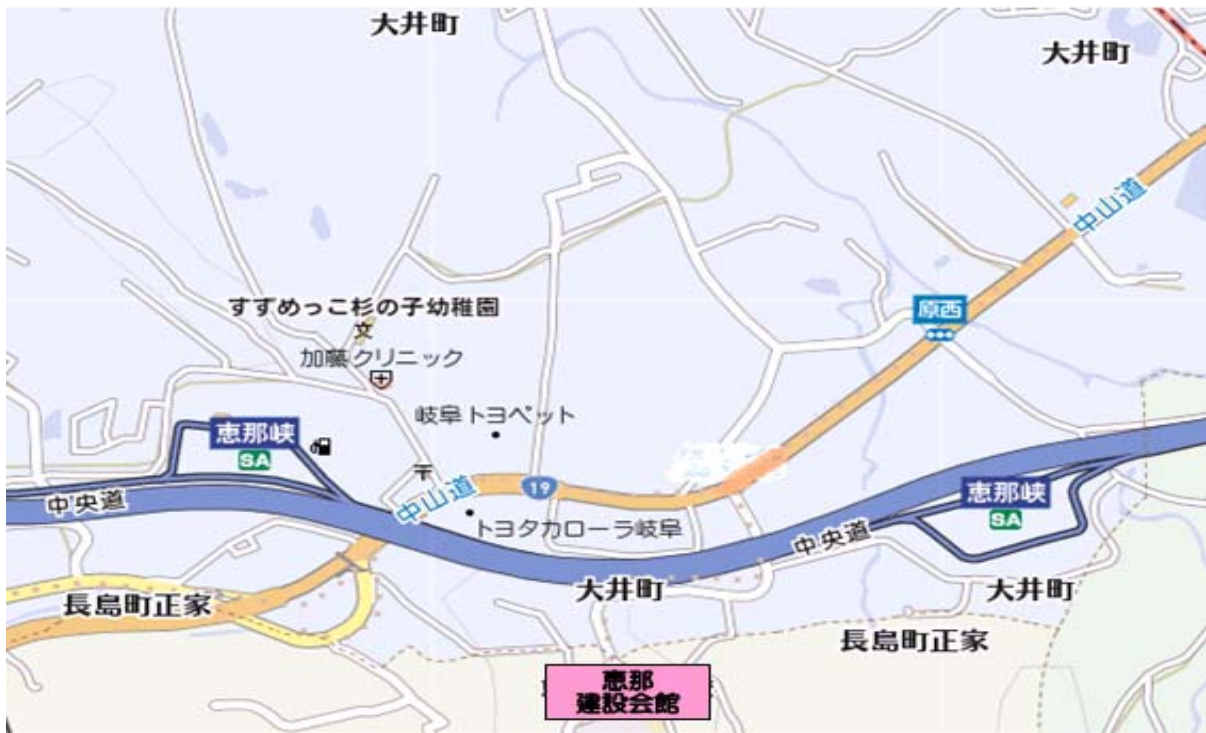 大井町
大井町
中山道
すずめっこ杉の子幼稚園
文
原西
加藤クリニック
岐阜トヨペット
恵那峡
SA
〒
中山道
19
恵那峡
SA
中央道
トヨタカローラ岐阜
中央道
大井町
大井町
長島町正家
長島町正家
恵那
建設会館